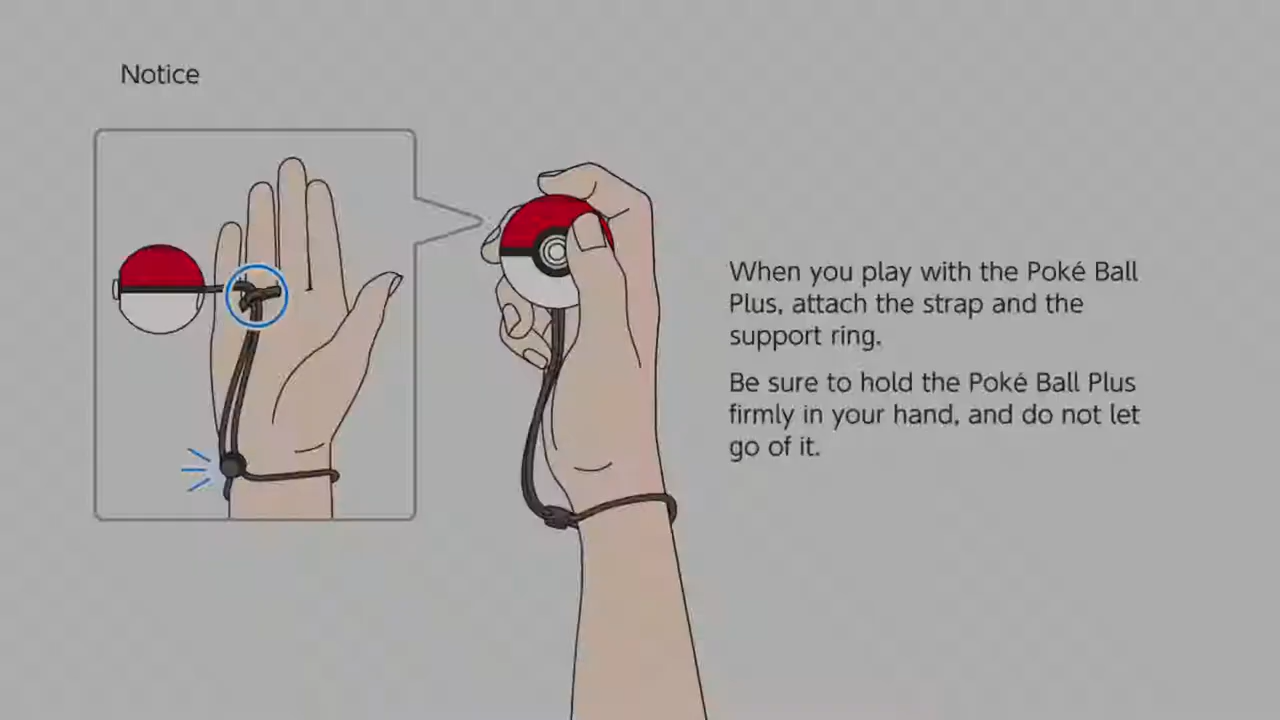 Notice
When you play with the Poké Ball
Plus, attach the strap and the
support ring.
Be sure to hold the Poké Ball Plus
firmly in your hand, and do not let
go of it.